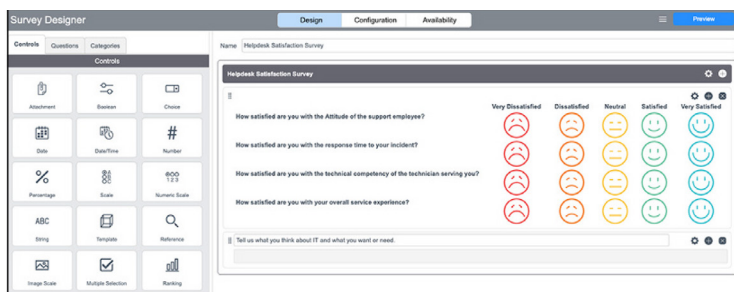 Survey Designer
Design Configuration Availability
Preview
Controls Questions Categories
Controls
Attachment Boolean Choice
Date Date/Time Number
Percentage Scale Numeric Scale
ABC
String Template Reference
Image Scale Multiple Selection Ranking
Name Helpdesk Satisfaction Survey
Helpdesk Satisfaction Survey
Very Dissatisfied Dissatisfied Neutral Satisfied Very Satisfied
How satisfied are you with the Attitude of the support employee?
How satisfied are you with the response time to your incident?
How satisfied are you with the technical competency of the technician serving you?
How satisfied are you with your overall service experience?
Tell us what you think about IT and what you want or need.